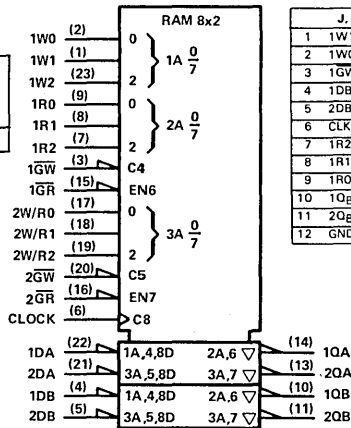 RAM 8x2
1W0 (2) 0
1W1 (1) 1A 0/7
1W2 (23) 2
1R0 (9) 0
1R1 (8) 2A 0/7
1R2 (7) 2
1G̅W̅ (3) C4
1G̅R̅ (15) EN6
2W/R0 (17) 0
2W/R1 (18) 3A 0/7
2W/R2 (19) 2
2G̅W̅ (20) C5
2G̅R̅ (16) EN7
CLOCK (6) C8
1DA (22) 1A,4,8D 2A,6 ▽ (14) 1QA
2DA (21) 3A,5,8D 3A,7 ▽ (13) 2QA
1DB (4) 1A,4,8D 2A,6 ▽ (10) 1QB
2DB (5) 3A,5,8D 3A,7 ▽ (11) 2QB
J,
1 1W1
2 1W0
3 1G̅W̅
4 1DB
5 2DB
6 CLK
7 1R2
8 1R1
9 1R0
10 1QB
11 2QB
12 GND